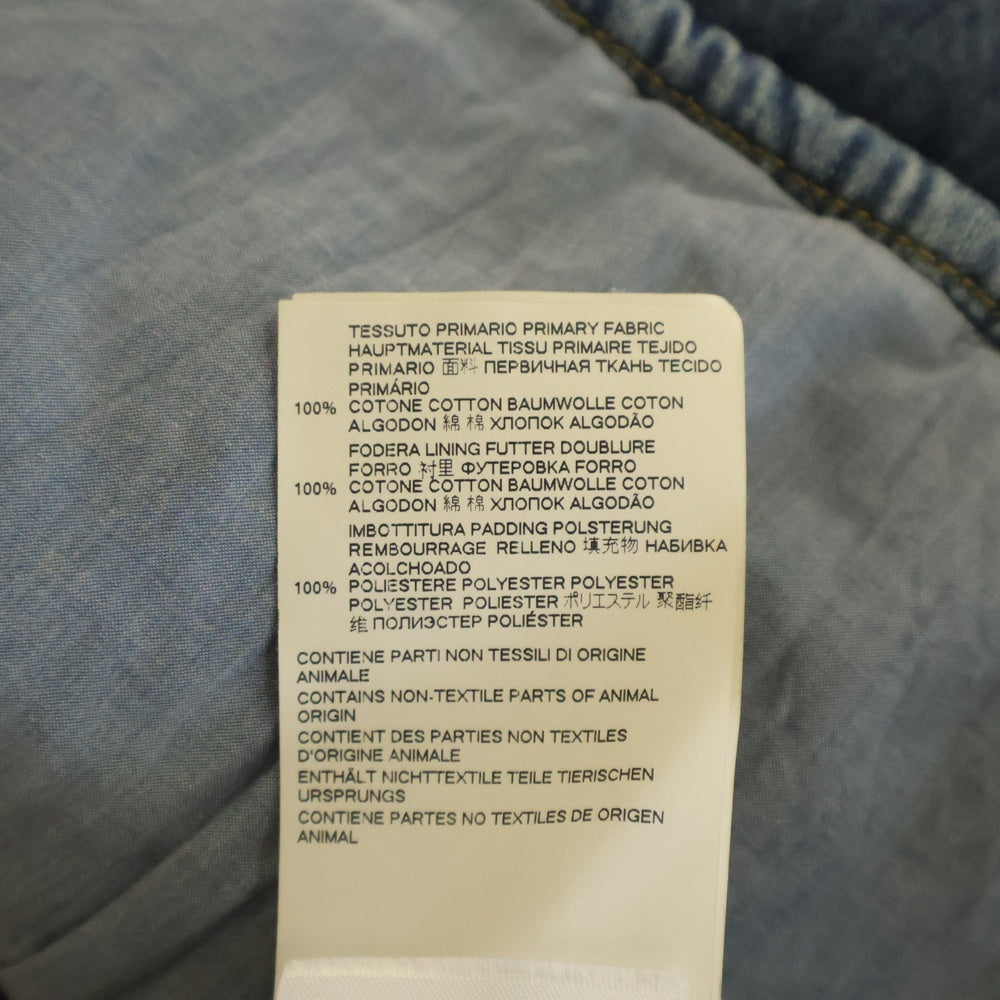 TESSUTO PRIMARIO PRIMARY FABRIC
HAUPTMATERIAL TISSU PRIMAIRE TEJIDO
PRIMARIO 面料 ПЕРВИЧНАЯ ТКАНЬ TECIDO
PRIMÁRIO
100% COTONE COTTON BAUMWOLLE COTON
ALGODON 綿 棉 ХЛОПОК ALGODÃO
FODERA LINING FUTTER DOUBLURE
FORRO 衬里 ФУТЕРОВКА FORRO
100% COTONE COTTON BAUMWOLLE COTON
ALGODON 綿 棉 ХЛОПОК ALGODÃO
IMBOTTITURA PADDING POLSTERUNG
REMBOURRAGE RELLENO 填充物 НАБИВКА
ACOLCHOADO
100% POLIESTERE POLYESTER POLYESTER
POLYESTER POLIESTER ポリエステル 聚酯纤
维 ПОЛИЭСТЕР POLIÉSTER
CONTIENE PARTI NON TESSILI DI ORIGINE
ANIMALE
CONTAINS NON-TEXTILE PARTS OF ANIMAL
ORIGIN
CONTIENT DES PARTIES NON TEXTILES
D'ORIGINE ANIMALE
ENTHÄLT NICHTTEXTILE TEILE TIERISCHEN
URSPRUNGS
CONTIENE PARTES NO TEXTILES DE ORIGEN
ANIMAL